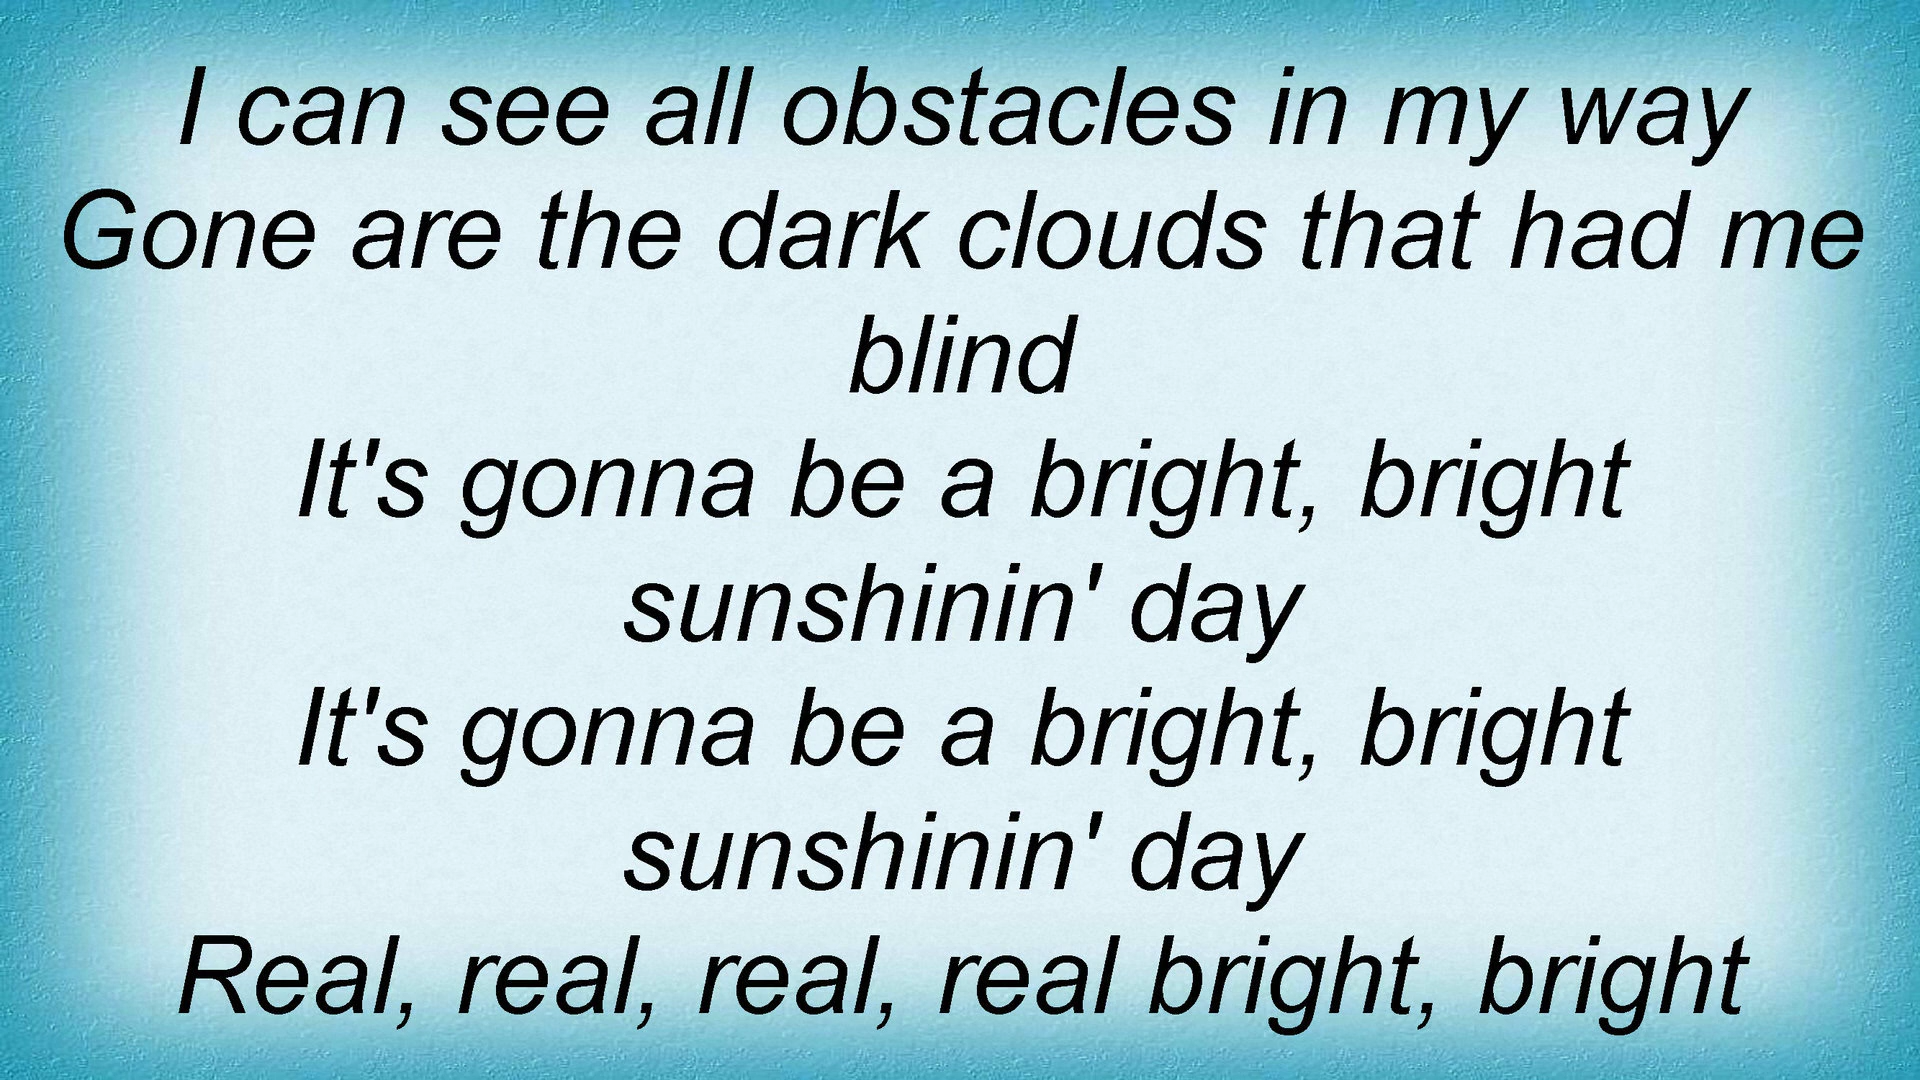 I can see all obstacles in my way
Gone are the dark clouds that had me
blind
It's gonna be a bright, bright
sunshinin' day
It's gonna be a bright, bright
sunshinin' day
Real, real, real, real bright, bright